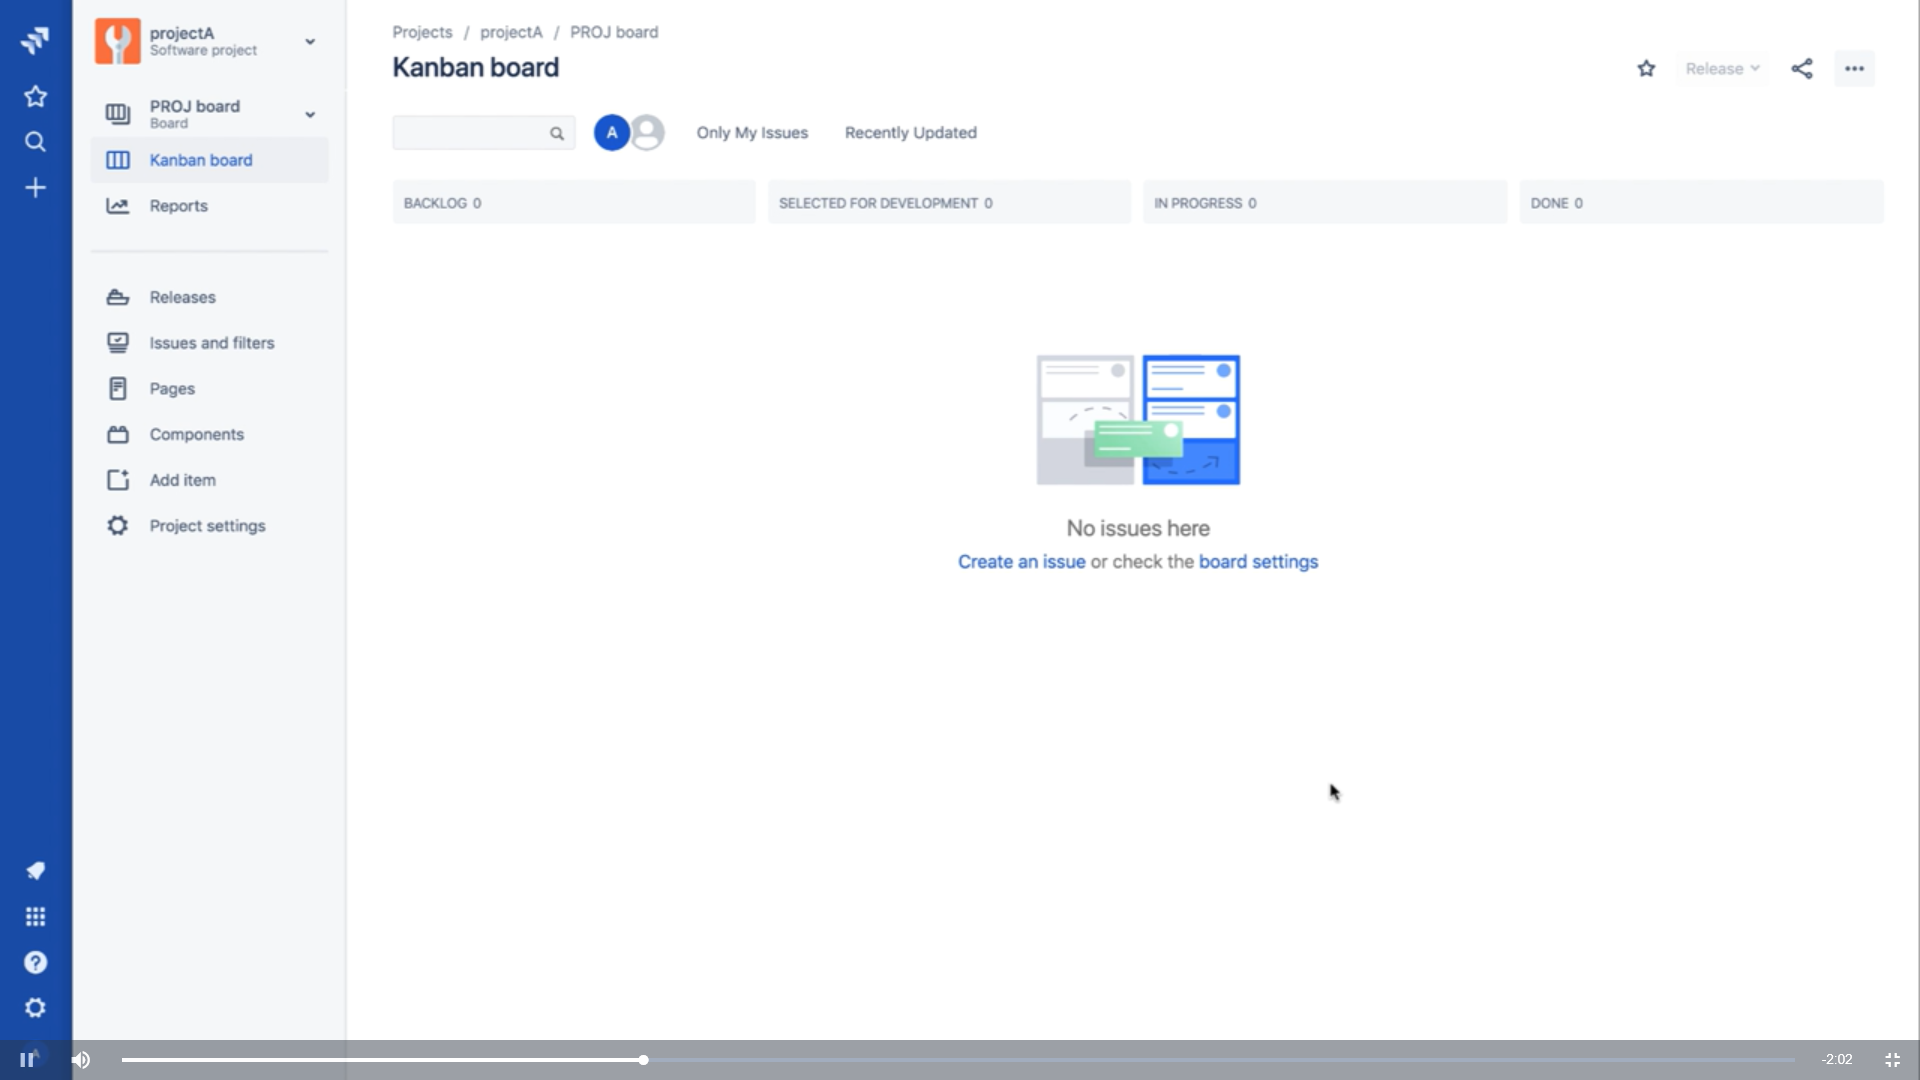 projectA
Software project
PROJ board
Board
Kanban board
Reports
Releases
Issues and filters
Pages
Components
Add item
Project settings
Projects / projectA / PROJ board
Kanban board
Release
A
Only My Issues
Recently Updated
BACKLOG 0
SELECTED FOR DEVELOPMENT 0
IN PROGRESS 0
DONE 0
No issues here
Create an issue or check the board settings
-2:02